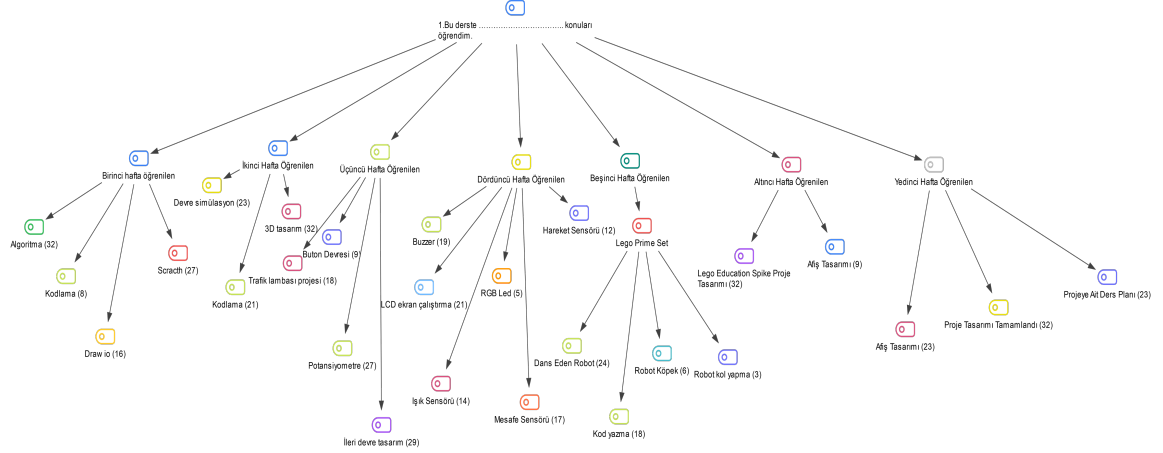 1.Bu derste ................................... konuları
öğrendim.
Birinci hafta öğrenilen
Algoritma (32)
Kodlama (8)
Draw io (16)
Scracth (27)
İkinci Hafta Öğrenilen
Devre simülasyon (23)
Kodlama (21)
3D tasarım (32)
Üçüncü Hafta Öğrenilen
Buton Devresi (9)
Trafik lambası projesi (18)
Potansiyometre (27)
İleri devre tasarım (29)
Dördüncü Hafta Öğrenilen
Buzzer (19)
LCD ekran çalıştırma (21)
Işık Sensörü (14)
RGB Led (5)
Mesafe Sensörü (17)
Hareket Sensörü (12)
Beşinci Hafta Öğrenilen
Lego Prime Set
Dans Eden Robot (24)
Kod yazma (18)
Robot Köpek (6)
Robot kol yapma (3)
Altıncı Hafta Öğrenilen
Lego Education Spike Proje
Tasarımı (32)
Afiş Tasarımı (9)
Yedinci Hafta Öğrenilen
Afiş Tasarımı (23)
Proje Tasarımı Tamamlandı (32)
Projeye Ait Ders Planı (23)